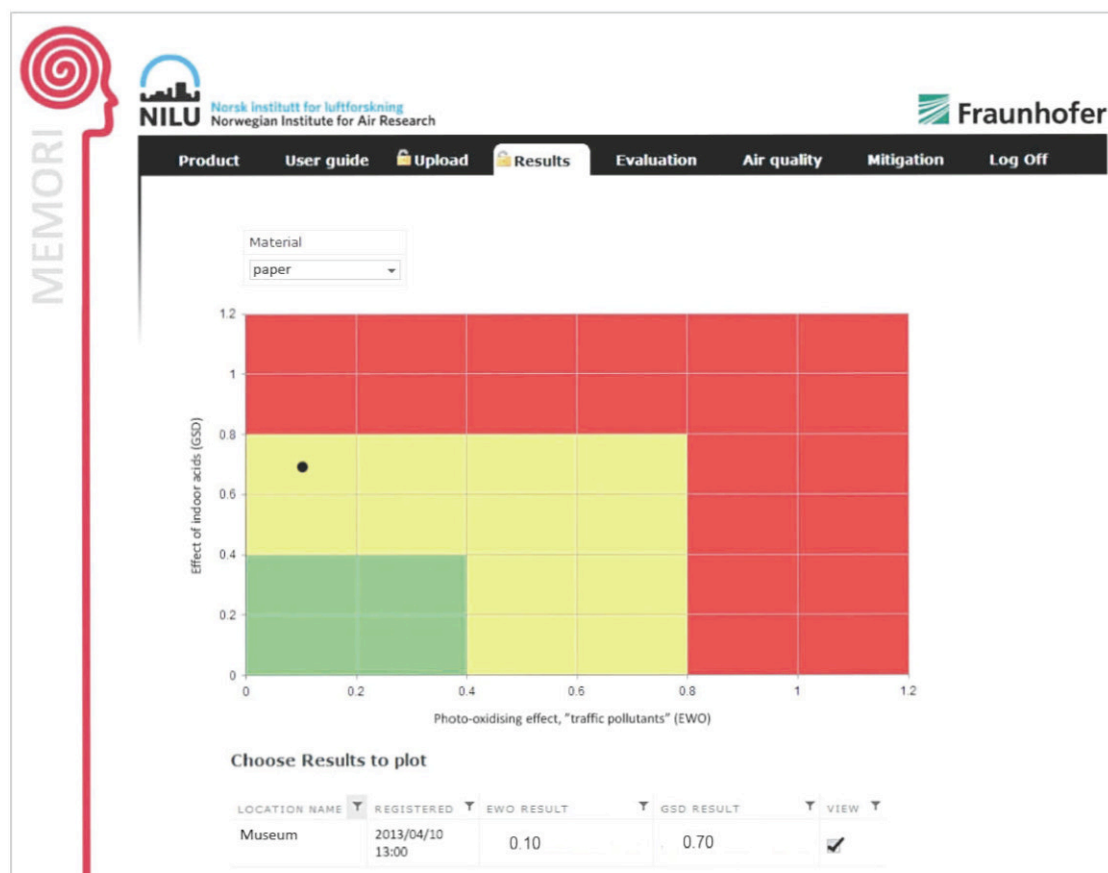 MEMORI
NILU
Norsk institutt for luftforskning
Norwegian Institute for Air Research
Fraunhofer
Product User guide Upload Results Evaluation Air quality Mitigation Log Off
Material
paper
1.2
1
0.8
0.6
0.4
0.2
0
Effect of indoor acids (GSD)
0 0.2 0.4 0.6 0.8 1 1.2
Photo-oxidising effect, "traffic pollutants" (EWO)
Choose Results to plot
LOCATION NAME REGISTERED EWO RESULT GSD RESULT VIEW
Museum 2013/04/10 13:00 0.10 0.70